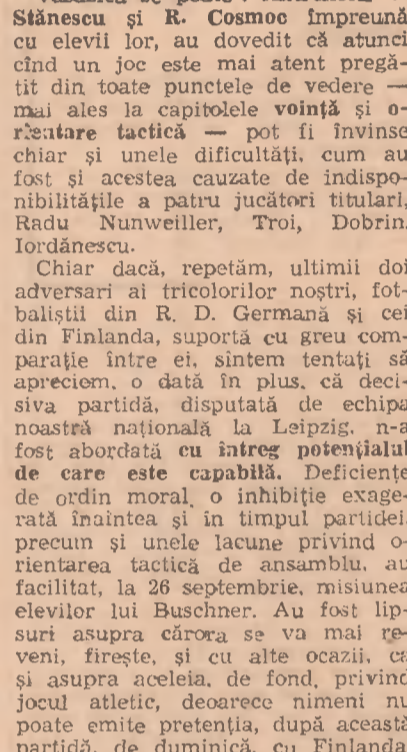 Stănescu și R. Cosmoc împreună
cu elevii lor, au dovedit că atunci
cînd un joc este mai atent pregă-
tit din toate punctele de vedere —
mai ales la capitolele voință și o-
rientare tactică — pot fi învinse
chiar și unele dificultăți, cum au
fost și acestea cauzate de indispo-
nibilitățile a patru jucători titulari,
Radu Nunweiller, Troi, Dobrin,
Iordănescu.
Chiar dacă, repetăm, ultimii doi
adversari ai tricolorilor noștri, fot-
baliștii din R. D. Germană și cei
din Finlanda, suportă cu greu com-
parație între ei, sîntem tentați să
apreciem, o dată în plus, că deci-
siva partidă, disputată de echipa
noastră națională la Leipzig, n-a
fost abordată cu întreg potențialul
de care este capabilă. Deficiențe
de ordin moral, o inhibiție exage-
rată înaintea și în timpul partidei
precum și unele lacune privind o-
rientarea tactică de ansamblu, au
facilitat, la 26 septembrie, misiunea
elevilor lui Buschner. Au fost lip-
suri asupra cărora se va mai re-
veni, firește, și cu alte ocazii, ca
și asupra aceleia, de fond, privind
jocul atletic, deoarece nimeni nu
poate emite pretenția, după această
partidă, de duminică, cu Finlanda